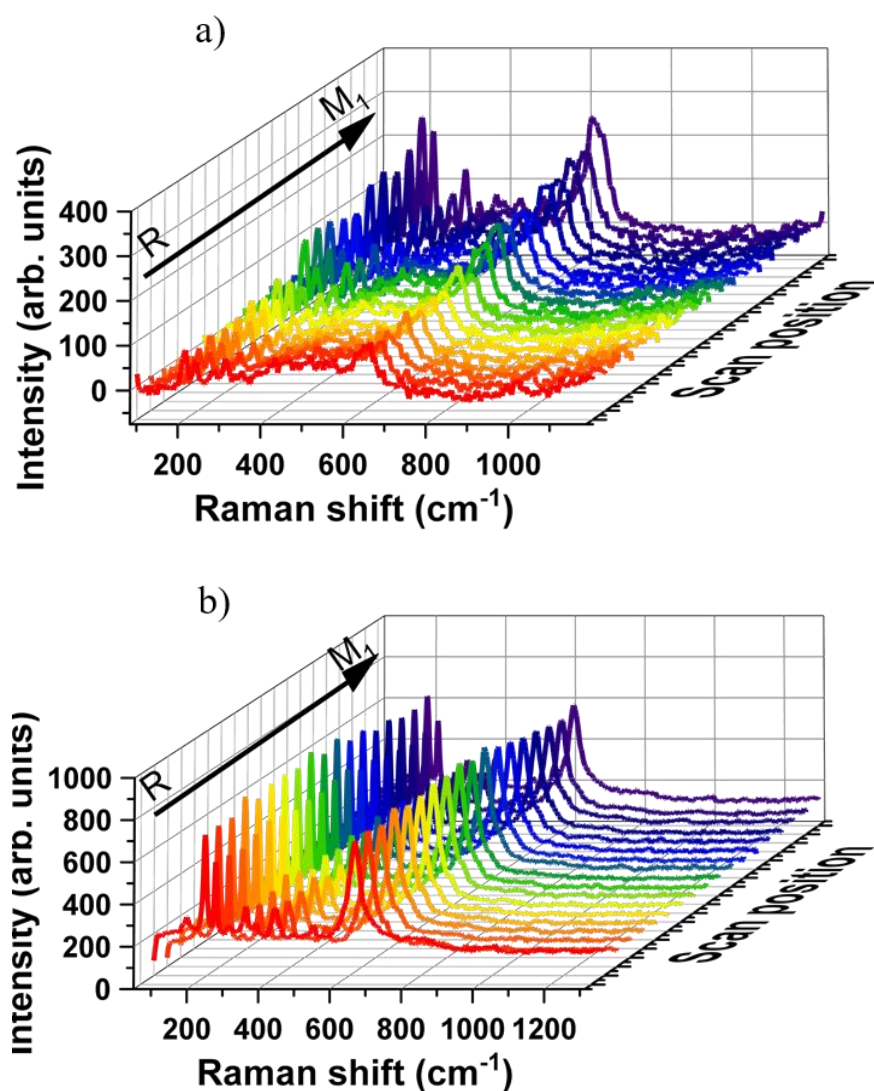 a)
M₁
R
400
300
200
100
0
Intensity (arb. units)
200 400 600 800 1000
Raman shift (cm⁻¹)
Scan position
b)
M₁
R
1000
800
600
400
200
0
Intensity (arb. units)
200 400 600 800 1000 1200
Raman shift (cm⁻¹)
Scan position